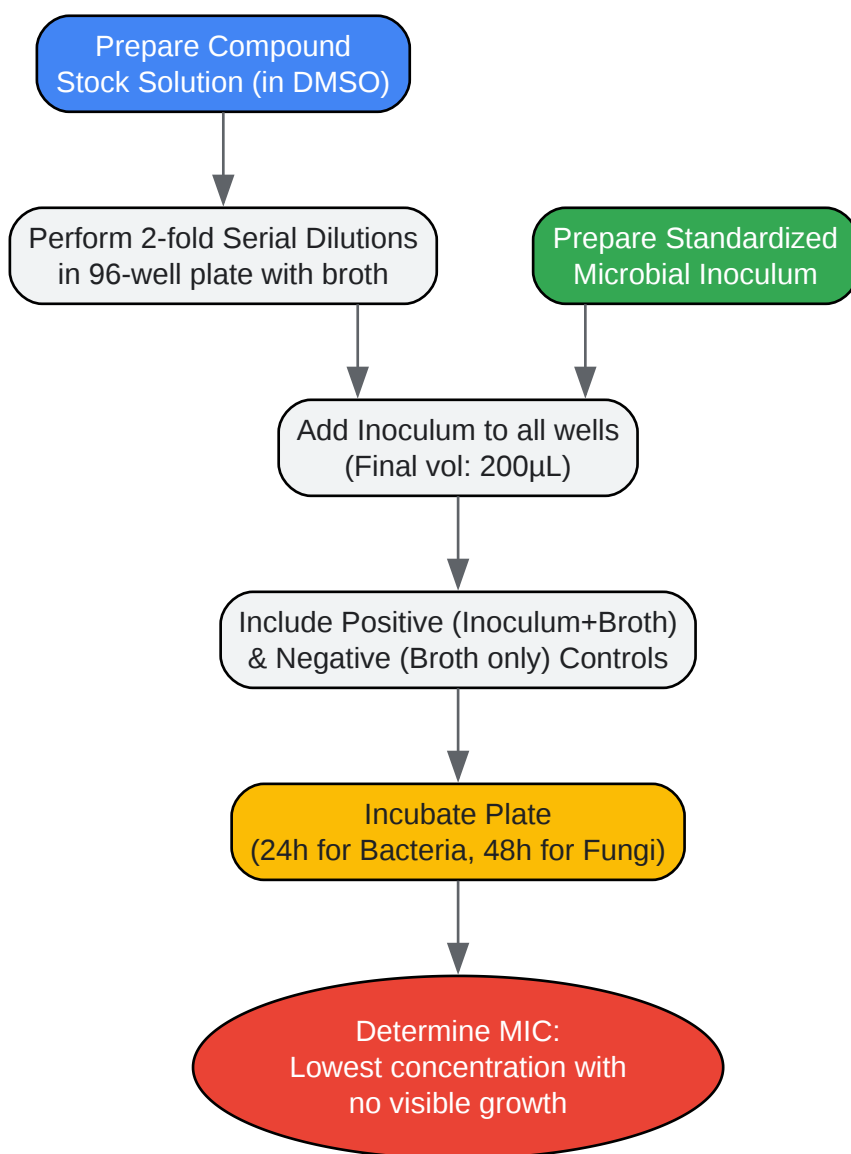 Prepare Compound
Stock Solution (in DMSO)
Perform 2-fold Serial Dilutions
in 96-well plate with broth
Prepare Standardized
Microbial Inoculum
Add Inoculum to all wells
(Final vol: 200µL)
Include Positive (Inoculum+Broth)
& Negative (Broth only) Controls
Incubate Plate
(24h for Bacteria, 48h for Fungi)
Determine MIC:
Lowest concentration with
no visible growth